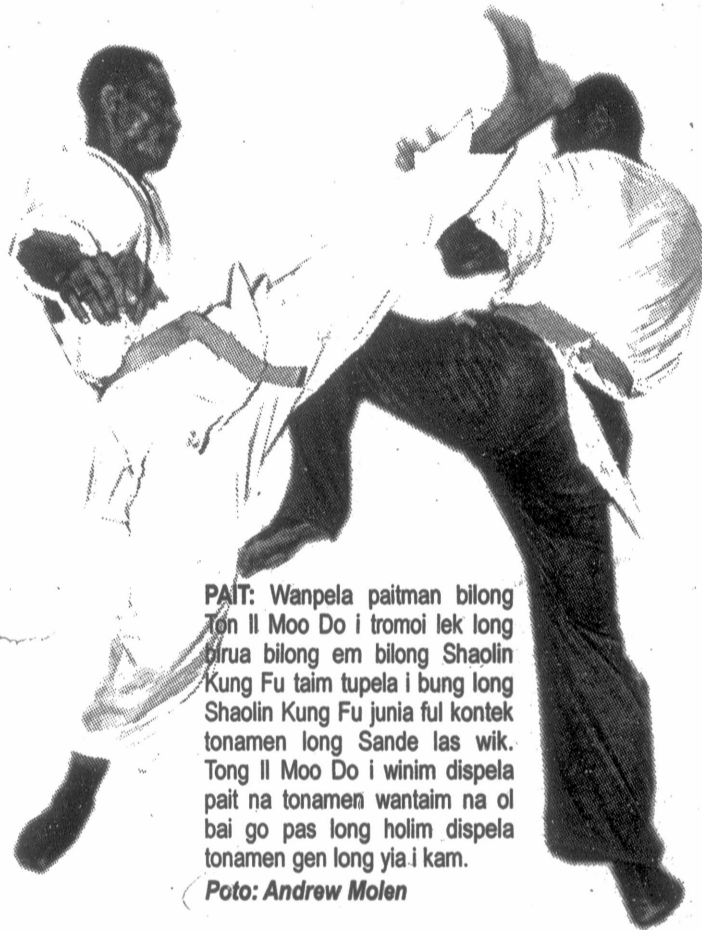 PAIT: Wanpela paitman bilong
Ton Il Moo Do i tromoi lek long
birua bilong em bilong Shaolin
Kung Fu taim tupela i bung long
Shaolin Kung Fu junia ful kontek
tonamen long Sande las wik.
Tong Il Moo Do i winim dispela
pait na tonamen wantaim na ol
bai go pas long holim dispela
tonamen gen long yia i kam.
Poto: Andrew Molen